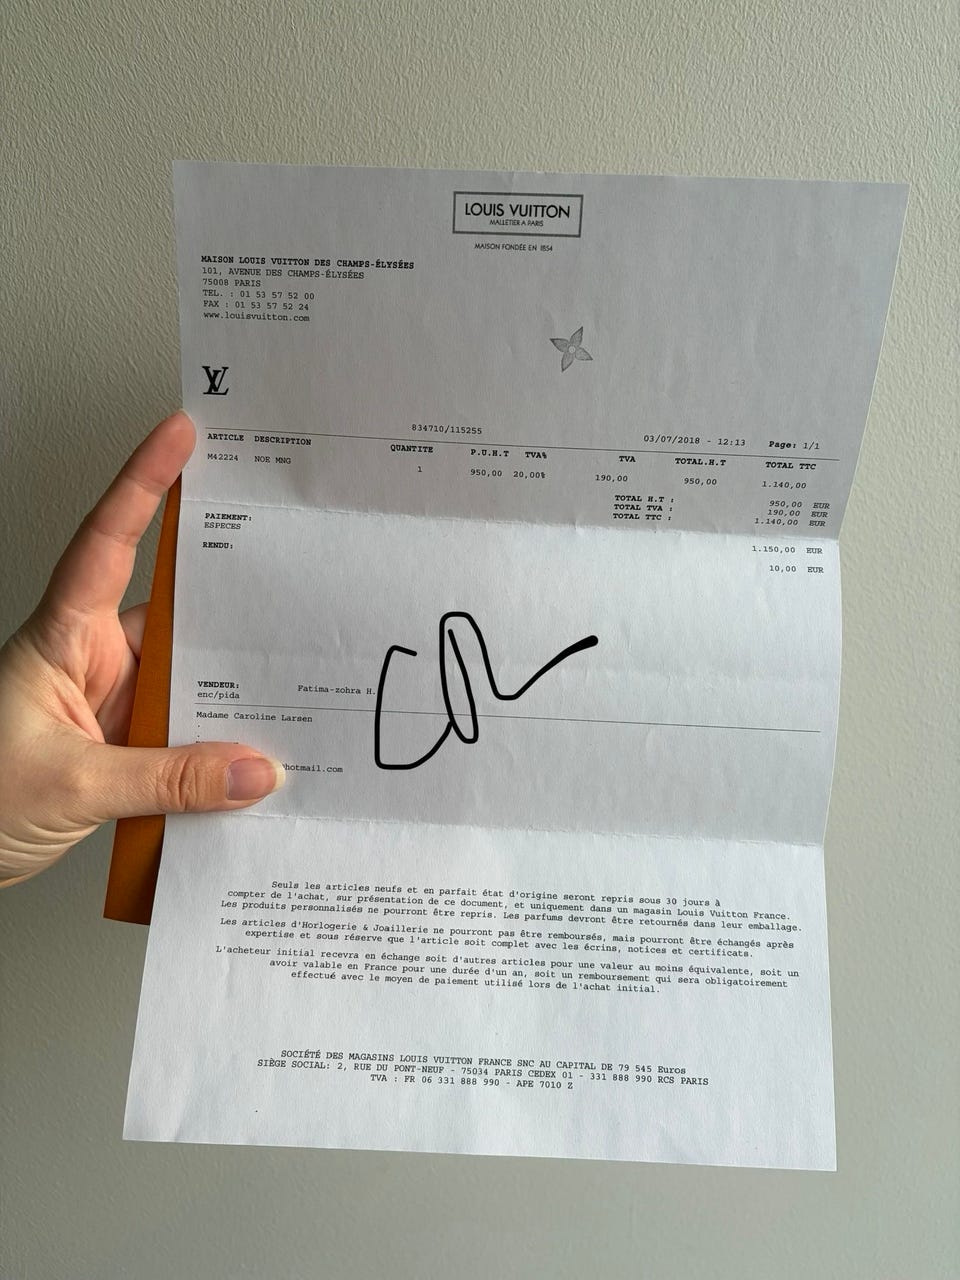 LOUIS VUITTON
MALLETIER A PARIS
MAISON FONDÉE EN 1854
MAISON LOUIS VUITTON DES CHAMPS-ÉLYSÉES
101, AVENUE DES CHAMPS-ÉLYSÉES
75008 PARIS
TEL. : 01 53 57 52 00
FAX : 01 53 57 52 24
www.louisvuitton.com
LV
834710/115255 03/07/2018 - 12:13 Page: 1/1
ARTICLE DESCRIPTION QUANTITE P.U.H.T TVA% TVA TOTAL.H.T TOTAL TTC
M42224 NOE MNG 1 950,00 20,00% 190,00 950,00 1.140,00
TOTAL H.T : 950,00 EUR
TOTAL TVA : 190,00 EUR
TOTAL TTC : 1.140,00 EUR
PAIEMENT:
ESPECES 1.150,00 EUR
RENDU: 10,00 EUR
VENDEUR: Fatima-zohra H.
enc/pida
Madame Caroline Larsen
hotmail.com
Seuls les articles neufs et en parfait état d'origine seront repris sous 30 jours à
compter de l'achat, sur présentation de ce document, et uniquement dans un magasin Louis Vuitton France.
Les produits personnalisés ne pourront être repris. Les parfums devront être retournés dans leur emballage.
Les articles d'Horlogerie & Joaillerie ne pourront pas être remboursés, mais pourront être échangés après
expertise et sous réserve que l'article soit complet avec les écrins, notices et certificats.
L'acheteur initial recevra en échange soit d'autres articles pour une valeur au moins équivalente, soit un
avoir valable en France pour une durée d'un an, soit un remboursement qui sera obligatoirement
effectué avec le moyen de paiement utilisé lors de l'achat initial.
SOCIÉTÉ DES MAGASINS LOUIS VUITTON FRANCE SNC AU CAPITAL DE 79 545 Euros
SIÈGE SOCIAL: 2, RUE DU PONT-NEUF - 75034 PARIS CEDEX 01 - 331 888 990 RCS PARIS
TVA : FR 06 331 888 990 - APE 7010 Z